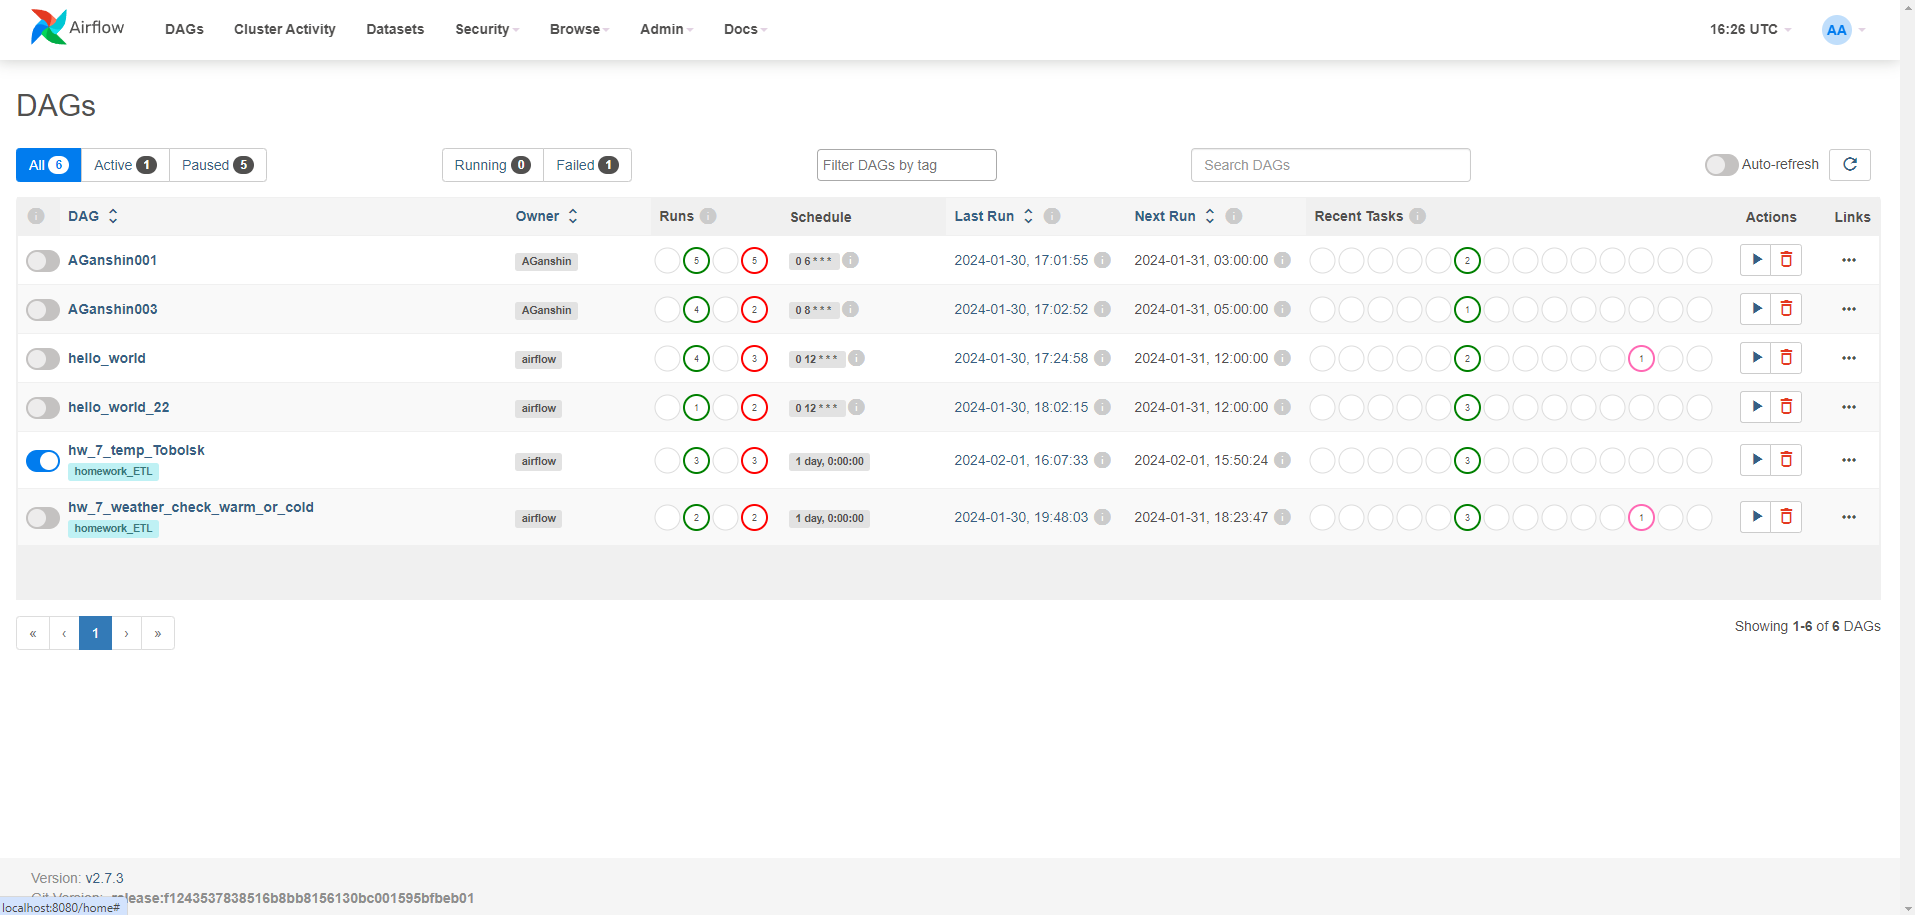 Airflow DAGs Cluster Activity Datasets Security Browse Admin Docs 16:26 UTC AA
DAGs
All 6 Active 1 Paused 5 Running 0 Failed 1 Filter DAGs by tag Search DAGs Auto-refresh
DAG Owner Runs Schedule Last Run Next Run Recent Tasks Actions Links
AGanshin001 AGanshin 5 5 0 6 * * * 2024-01-30, 17:01:55 2024-01-31, 03:00:00 2
AGanshin003 AGanshin 4 2 0 8 * * * 2024-01-30, 17:02:52 2024-01-31, 05:00:00 1
hello_world airflow 4 3 0 12 * * * 2024-01-30, 17:24:58 2024-01-31, 12:00:00 2 1
hello_world_22 airflow 1 2 0 12 * * * 2024-01-30, 18:02:15 2024-01-31, 12:00:00 3
hw_7_temp_Tobolsk airflow 3 3 1 day, 0:00:00 2024-02-01, 16:07:33 2024-02-01, 15:50:24 3
homework_ETL
hw_7_weather_check_warm_or_cold airflow 2 2 1 day, 0:00:00 2024-01-30, 19:48:03 2024-01-31, 18:23:47 3 1
homework_ETL
« ‹ 1 › » Showing 1-6 of 6 DAGs
Version: v2.7.3
Git Version: .release:f1243537838516b8bb8156130bc001595bfbeb01
localhost:8080/home#